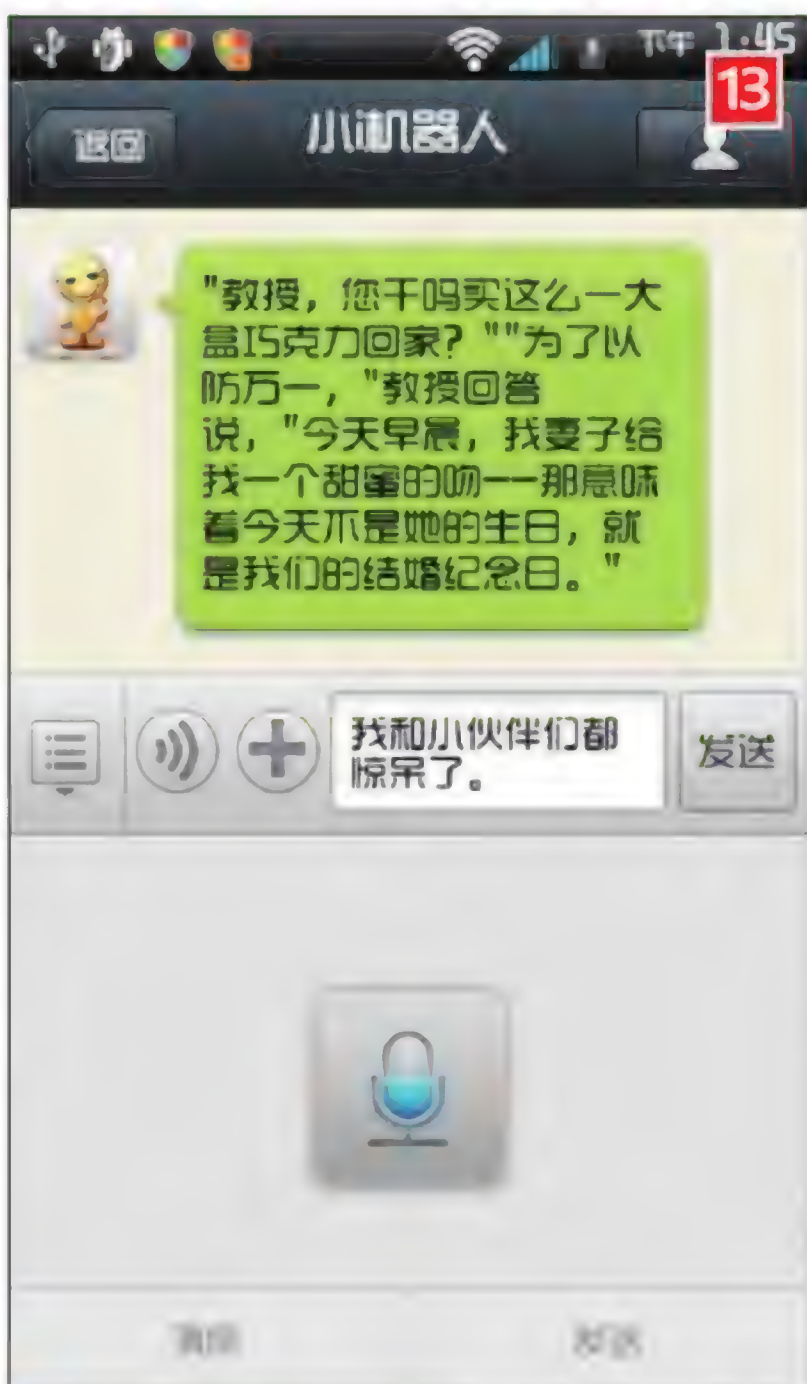 下午 1:45
13
返回
小机器人
"教授，您干吗买这么一大
盒巧克力回家？""为了以
防万一，"教授回答
说，"今天早晨，我妻子给
我一个甜蜜的吻——那意味
着今天不是她的生日，就
是我们的结婚纪念日。"
我和小伙伴们都
惊呆了。
发送
发送